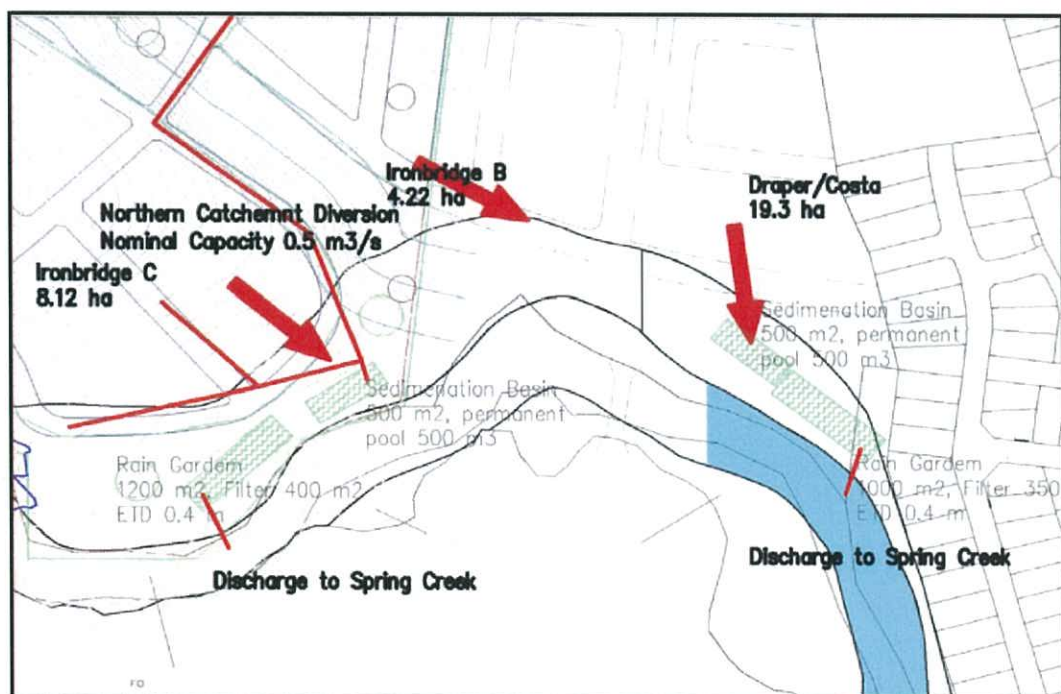 Ironbridge B
4.22 ha
Draper/Costa
19.3 ha
Northern Catchemnt Diversion
Nominal Capacity 0.5 m3/s
Ironbridge C
8.12 ha
Sedimenation Basin
500 m2, permanent
pool 500 m3
Sedimenation Basin
500 m2, permanent
pool 500 m3
Rain Gardem
1200 m2, Filter 400 m2
ETD 0.4 m
Rain Gardem
1000 m2, Filter 350
ETD 0.4 m
Discharge to Spring Creek
Discharge to Spring Creek